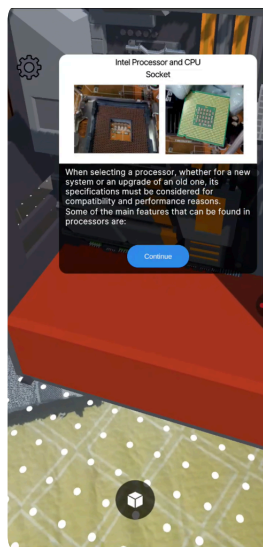 Intel Processor and CPU
Socket
When selecting a processor, whether for a new
system or an upgrade of an old one, its
specifications must be considered for
compatibility and performance reasons.
Some of the main features that can be found in
processors are:
Continue